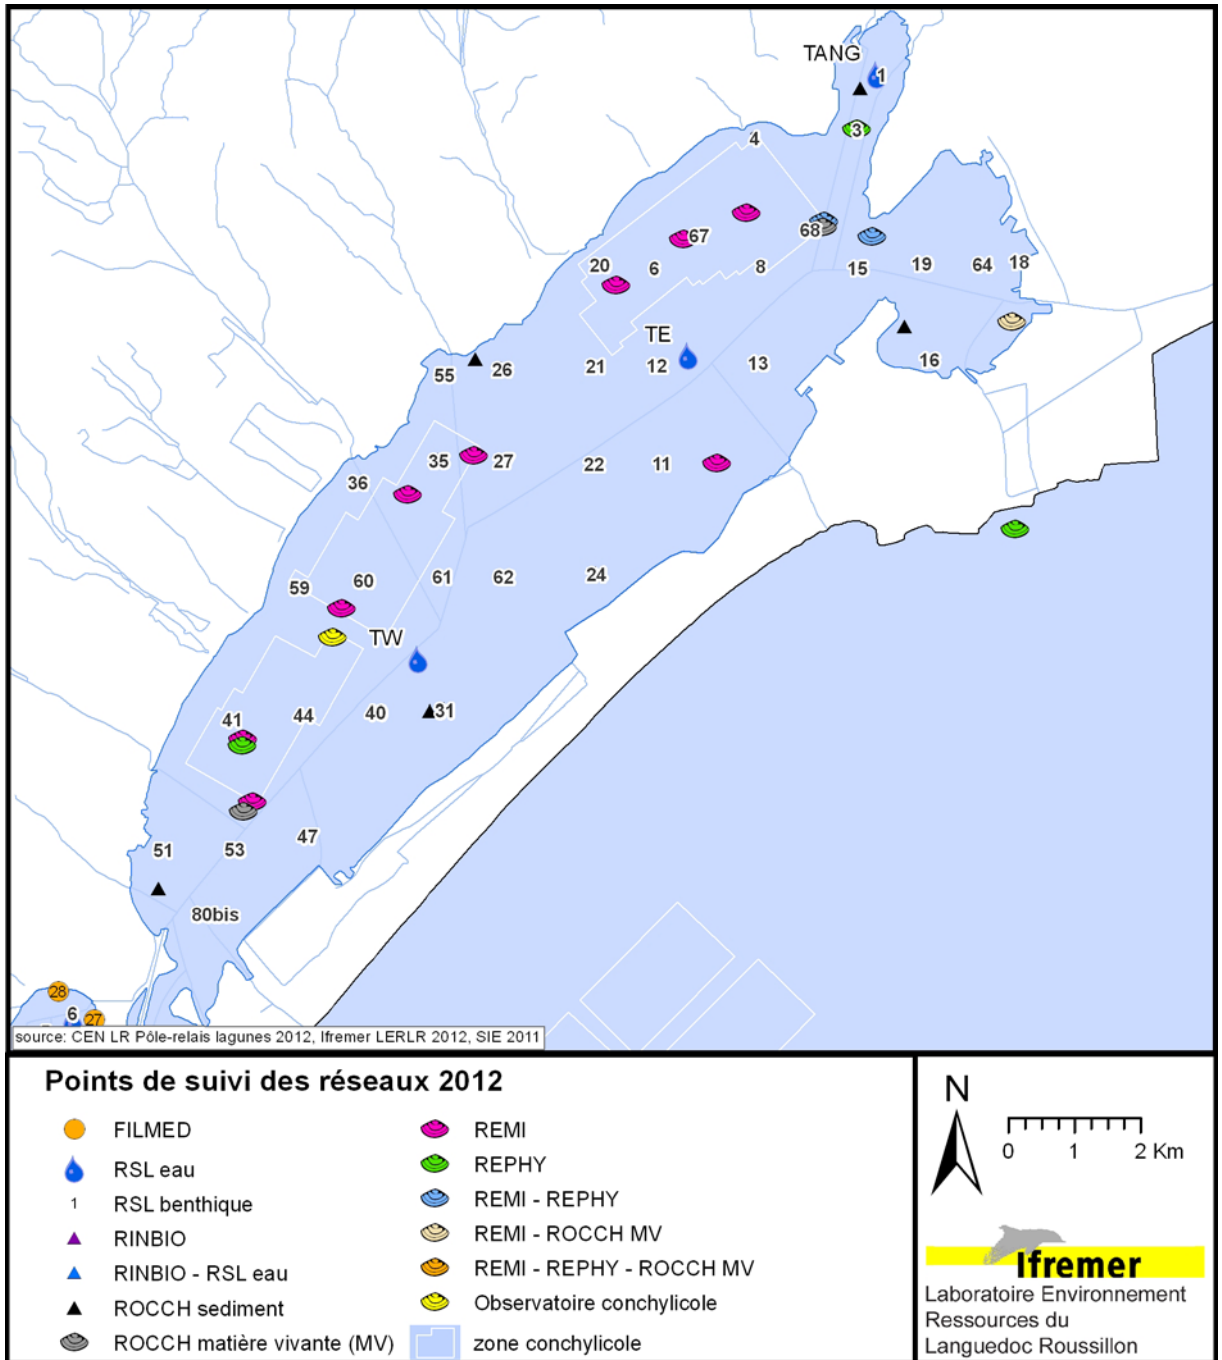 TANG
1
3
4
67
68
20
6
8
15
19
64
18
TE
16
55
26
21
12
13
35
27
22
11
36
59
60
61
62
24
TW
41
44
40
31
51
53
47
80bis
28
6
27
source: CEN LR Pôle-relais lagunes 2012, Ifremer LERLR 2012, SIE 2011
Points de suivi des réseaux 2012
FILMED
RSL eau
1 RSL benthique
RINBIO
RINBIO - RSL eau
ROCCH sediment
ROCCH matière vivante (MV)
REMI
REPHY
REMI - REPHY
REMI - ROCCH MV
REMI - REPHY - ROCCH MV
Observatoire conchylicole
zone conchylicole
N
0 1 2 Km
Ifremer
Laboratoire Environnement
Ressources du
Languedoc Roussillon